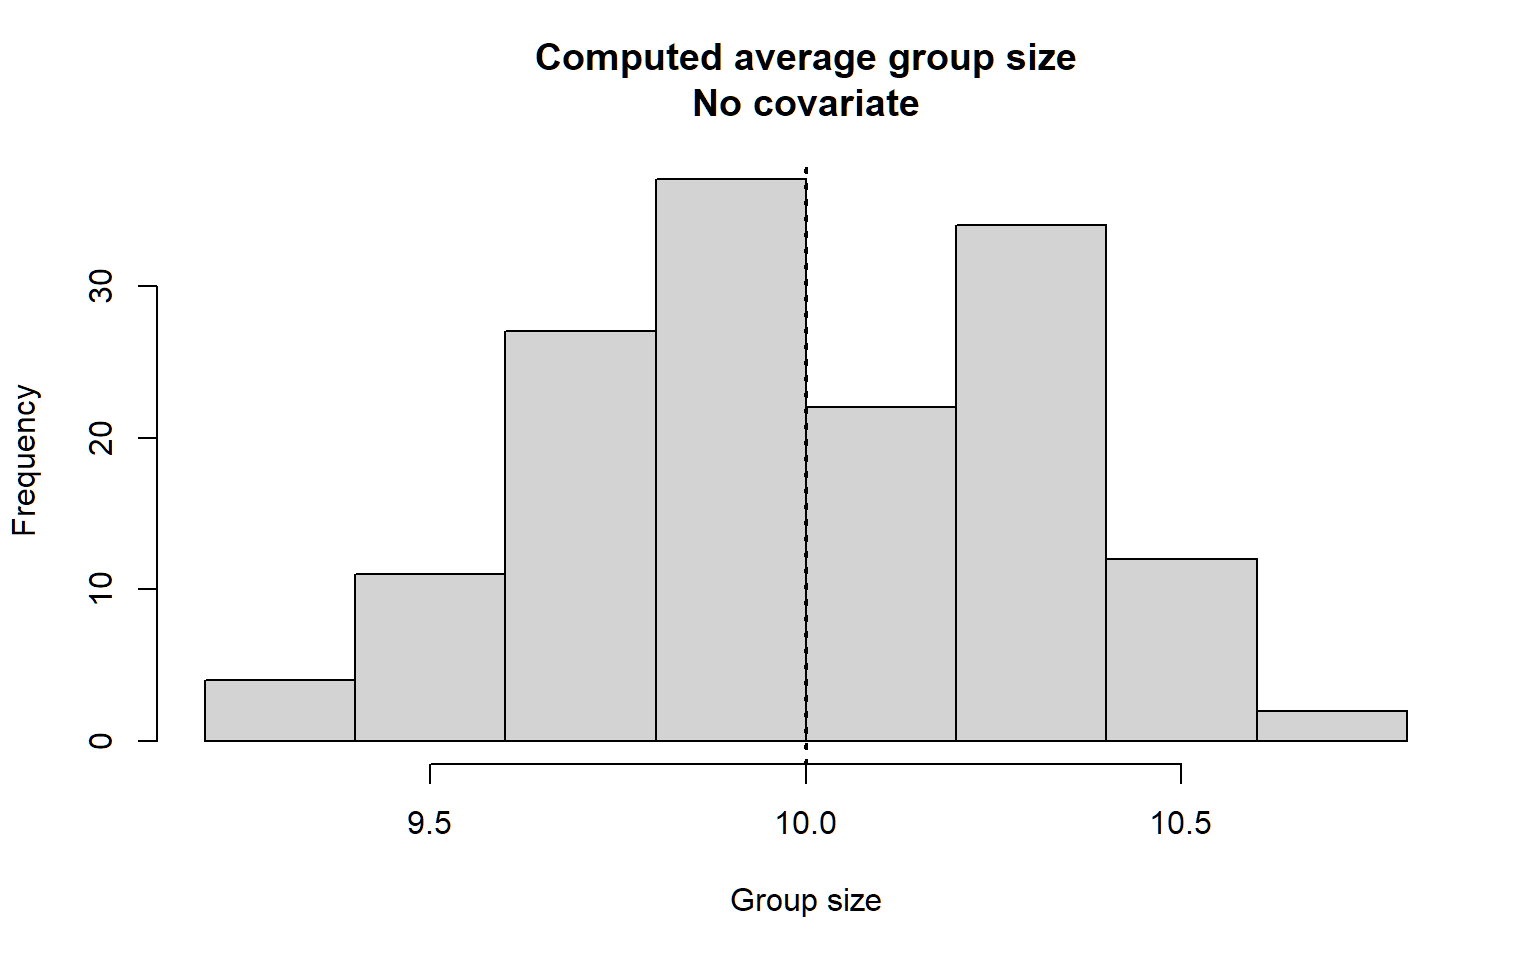 Computed average group size
No covariate
Frequency
30
20
10
0
9.5 10.0 10.5
Group size